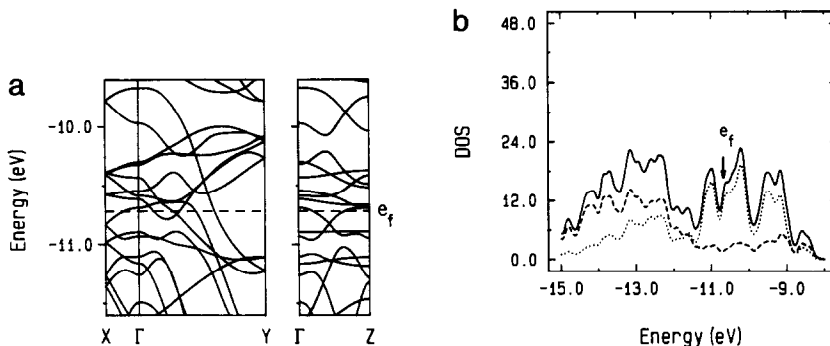 a
Energy (eV)
-10.0
-11.0
e_f
X Γ Y
Γ Z
b
DOS
48.0
36.0
24.0
12.0
0.0
e_f
-15.0 -13.0 -11.0 -9.0
Energy (eV)